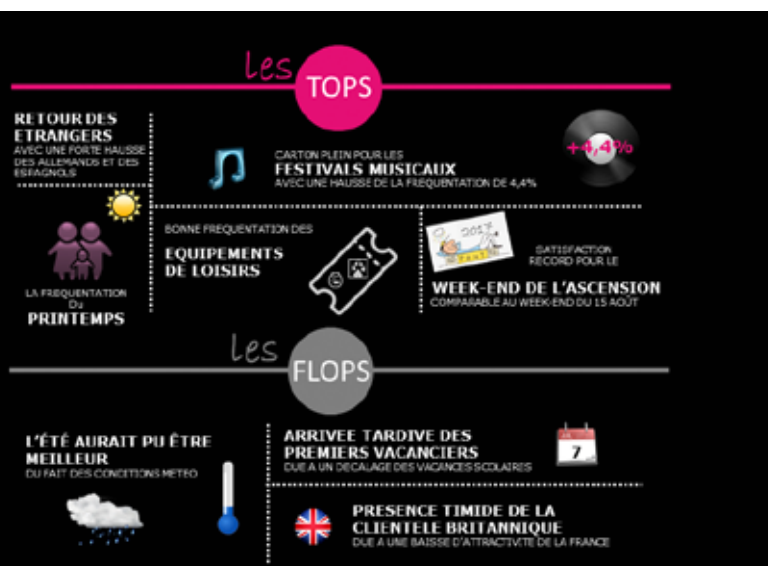 les
TOPS
RETOUR DES
ETRANGERS
AVEC UNE FORTE HAUSSE
DES ALLEMANDS ET DES
ESPAGNOLS
CARTON PLEIN POUR LES
FESTIVALS MUSICAUX
AVEC UNE HAUSSE DE LA FREQUENTATION DE 4,4%
+4,4%
LA FREQUENTATION
DU
PRINTEMPS
BONNE FREQUENTATION DES
EQUIPEMENTS
DE LOISIRS
2017
SATISFACTION
RECORD POUR LE
WEEK-END DE L'ASCENSION
COMPARABLE AU WEEK-END DU 15 AOÛT
les
FLOPS
L'ÉTÉ AURAIT PU ÊTRE
MEILLEUR
DU FAIT DES CONDITIONS METEO
ARRIVEE TARDIVE DES
PREMIERS VACANCIERS
DUE A UN DECALAGE DES VACANCES SCOLAIRES
7
PRESENCE TIMIDE DE LA
CLIENTELE BRITANNIQUE
DUE A UNE BAISSE D'ATTRACTIVITE DE LA FRANCE